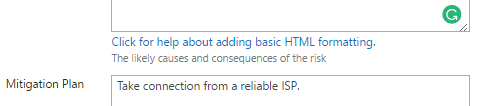 Click for help about adding basic HTML formatting.
The likely causes and consequences of the risk
Mitigation Plan Take connection from a reliable ISP.